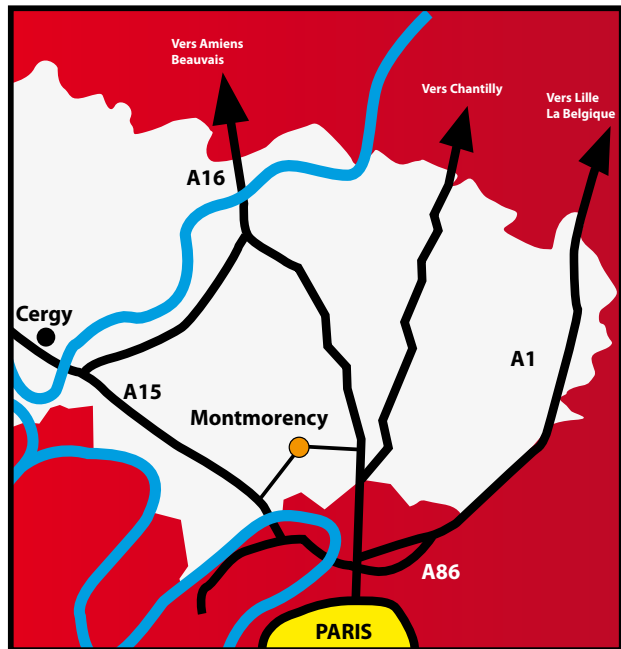 Vers Amiens
Beauvais
Vers Chantilly
Vers Lille
La Belgique
A16
Cergy
A1
A15
Montmorency
A86
PARIS